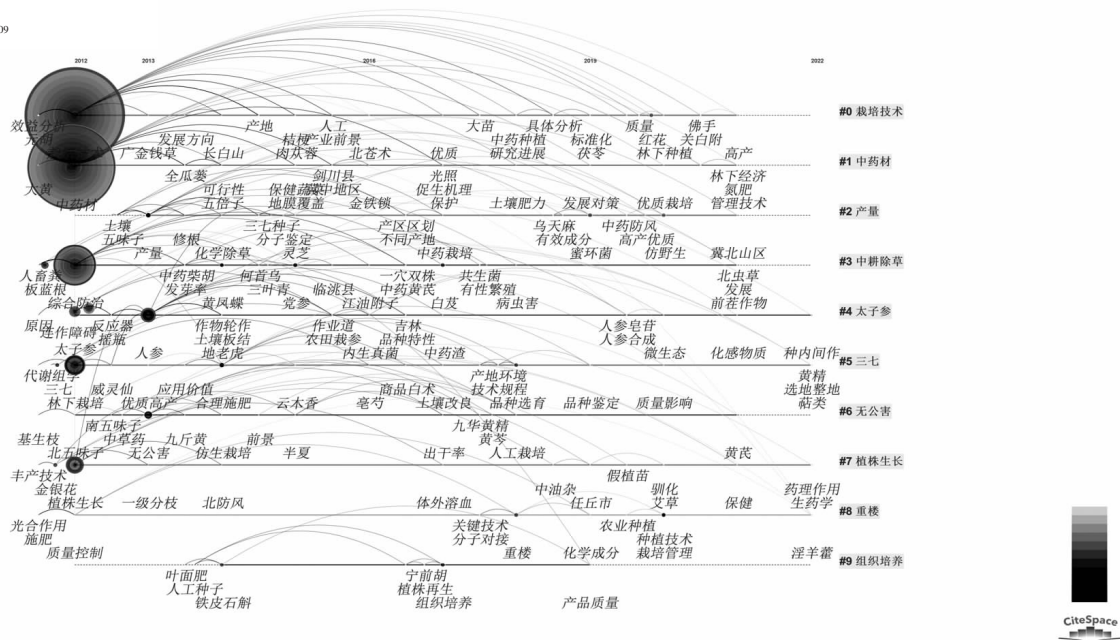 09
2012 2013 2016 2019 2022
#0 栽培技术
效益分析 产地 人工 大苗 具体分析 质量 佛手
发展方向 桔梗 产业前景 中药种植 标准化 红花 关白附
#1 中药材
广金钱草 长白山 肉苁蓉 北苍术 优质 研究进展 茯苓 林下种植 高产
全瓜蒌 剑川县 光照 林下经济
大黄 可行性 保健蔬菜 中地区 促生机理 氮肥
中药材 五倍子 地膜覆盖 金铁锁 保护 土壤肥力 发展对策 优质栽培 管理技术
#2 产量
土壤 三七种子 产区区划 乌天麻 中药防风
五味子 修根 分子鉴定 不同产地 有效成分 高产优质
产量 化学除草 灵芝 中药栽培 蜜环菌 仿野生 冀北山区
#3 中耕除草
人畜粪 中药柴胡 何首乌 一穴双株 共生菌 北虫草
板蓝根 发芽率 三叶青 临洮县 中药黄芪 有性繁殖 发展
综合防治 黄凤蝶 党参 江油附子 白芨 病虫害 前茬作物
#4 太子参
原因 反应器 作物轮作 作业道 吉林 人参皂苷
连作障碍 摇瓶 土壤板结 农田栽参 品种特性 人参合成
太子参 人参 地老虎 内生真菌 中药渣 微生态 化感物质 种内间作
#5 三七
代谢组学 产地环境 黄精
三七 威灵仙 应用价值 商品白术 技术规程 选地整地
林下栽培 优质高产 合理施肥 云木香 亳芍 土壤改良 品种选育 品种鉴定 质量影响 萜类
#6 无公害
南五味子 九华黄精
基生枝 中草药 九斤黄 前景 黄芩
北五味子 无公害 仿生栽培 半夏 出干率 人工栽培 黄芪
#7 植株生长
丰产技术 假植苗
金银花 中油杂 驯化 药理作用
植株生长 一级分枝 北防风 体外溶血 任丘市 艾草 保健 生药学
#8 重楼
光合作用 关键技术 农业种植
施肥 分子对接 种植技术
质量控制 重楼 化学成分 栽培管理 淫羊藿
#9 组织培养
叶面肥 宁前胡
人工种子 植株再生
铁皮石斛 组织培养 产品质量
CiteSpace